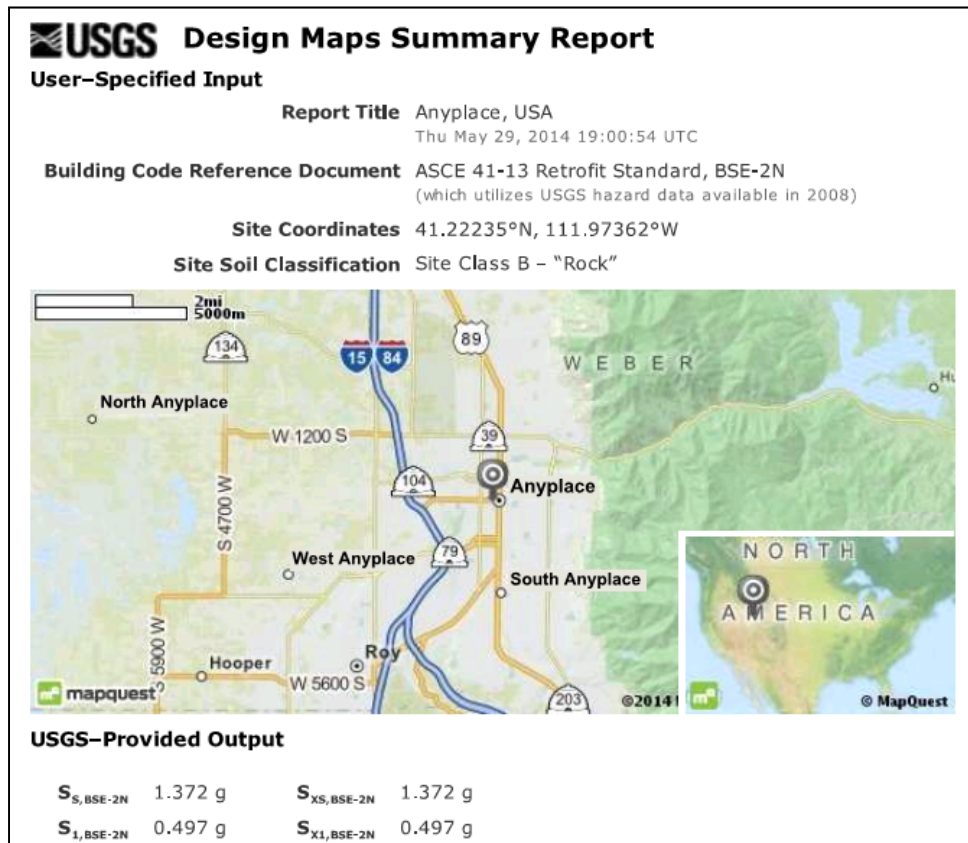 USGS Design Maps Summary Report
User–Specified Input
Report Title Anyplace, USA
Thu May 29, 2014 19:00:54 UTC
Building Code Reference Document ASCE 41-13 Retrofit Standard, BSE-2N
(which utilizes USGS hazard data available in 2008)
Site Coordinates 41.22235°N, 111.97362°W
Site Soil Classification Site Class B – “Rock”
2mi
5000m
134
15 84
89
WEBER
Hu
North Anyplace
W 1200 S
39
104
Anyplace
S 4700 W
79
West Anyplace
South Anyplace
NORTH
AMERICA
S 5900 W
Roy
Hooper
W 5600 S
203
mapquest
©2014
m
© MapQuest
USGS–Provided Output
SS,BSE-2N 1.372 g SXS,BSE-2N 1.372 g
S1,BSE-2N 0.497 g SX1,BSE-2N 0.497 g